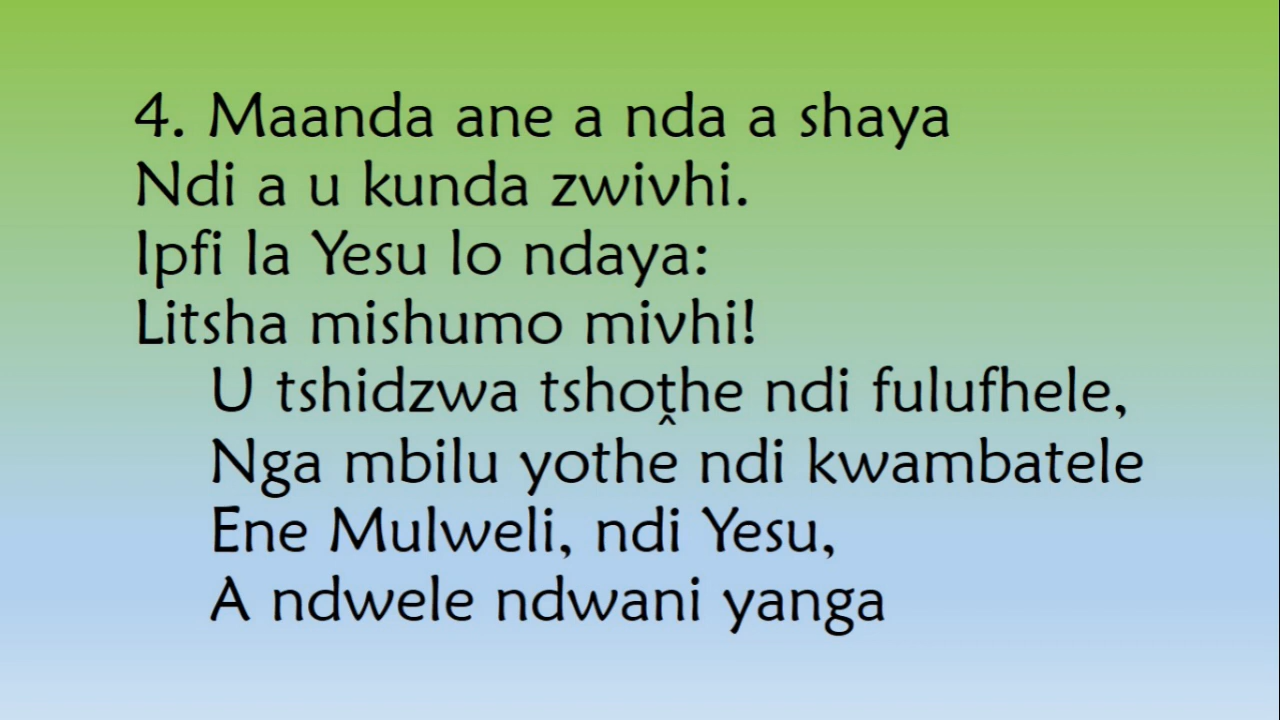 4. Maanda ane a nda a shaya
Ndi a u kunda zwivhi.
Ipfi la Yesu lo ndaya:
Litsha mishumo mivhi!
U tshidzwa tshoṱhe ndi fulufhele,
Nga mbilu yothe ndi kwambatele
Ene Mulweli, ndi Yesu,
A ndwele ndwani yanga